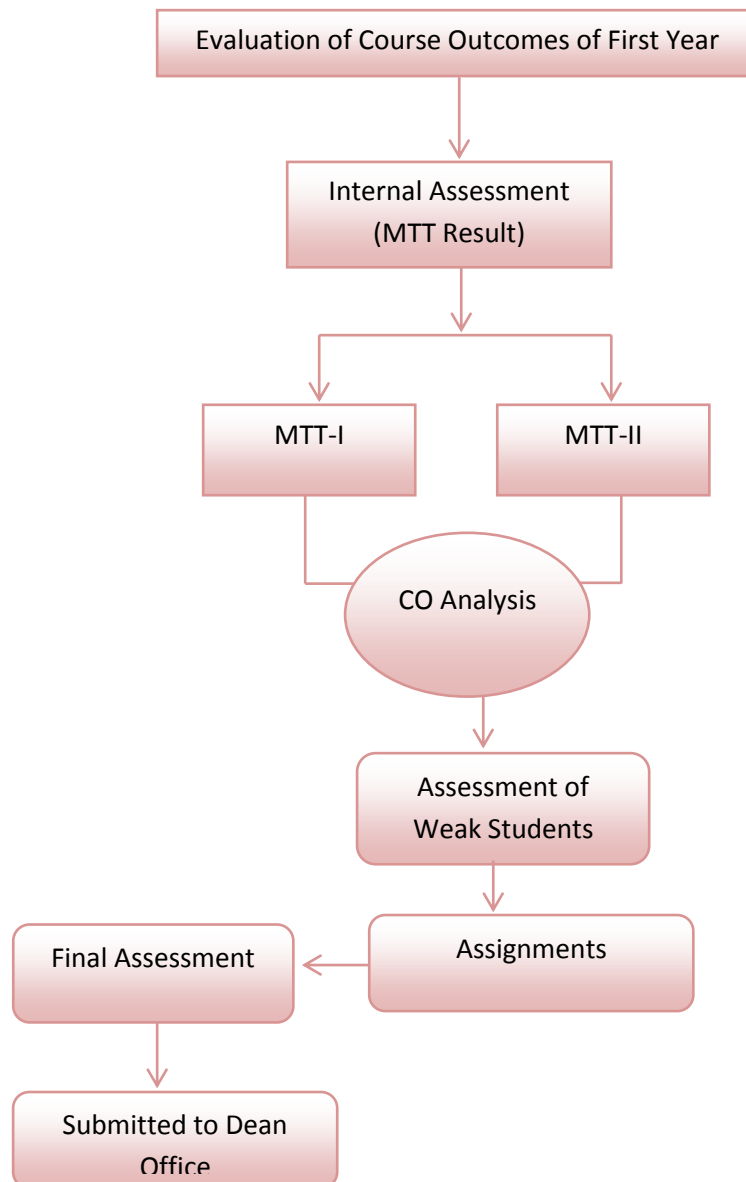 Evaluation of Course Outcomes of First Year
Internal Assessment
(MTT Result)
MTT-I
MTT-II
CO Analysis
Assessment of
Weak Students
Assignments
Final Assessment
Submitted to Dean
Office